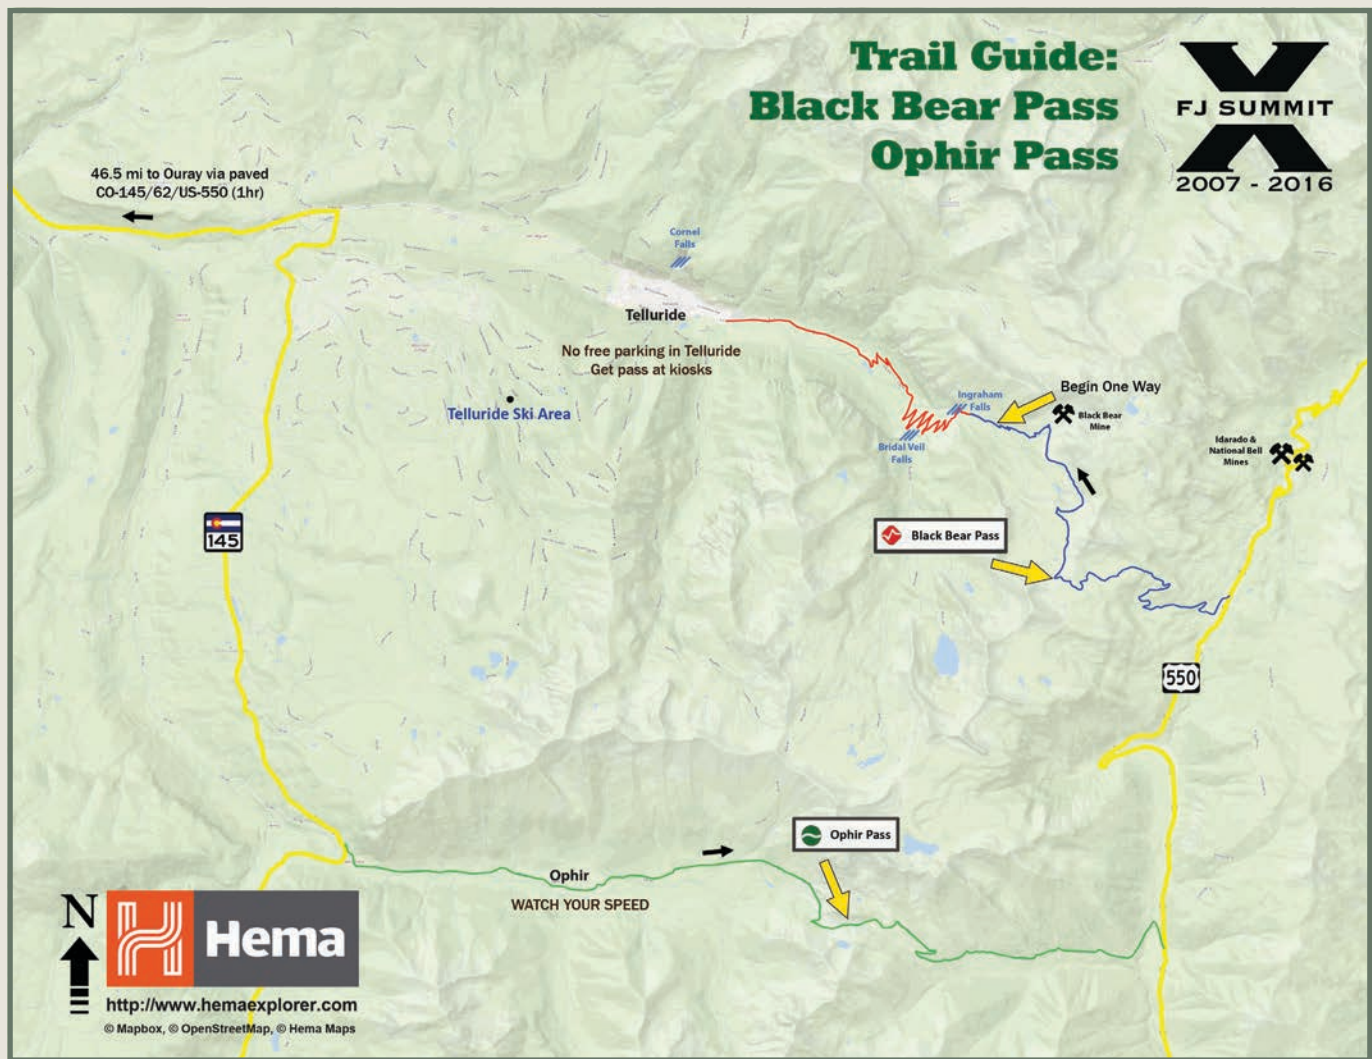 Trail Guide:
Black Bear Pass
Ophir Pass
FJ SUMMIT
2007 - 2016
46.5 mi to Ouray via paved
CO-145/62/US-550 (1hr)
Cornel
Falls
Telluride
No free parking in Telluride
Get pass at kiosks
Telluride Ski Area
Begin One Way
Ingraham
Falls
Black Bear
Mine
Bridal Veil
Falls
Idarado &
National Bell
Mines
145
Black Bear Pass
550
Ophir Pass
Ophir
WATCH YOUR SPEED
N
Hema
http://www.hemaexplorer.com
© Mapbox, © OpenStreetMap, © Hema Maps